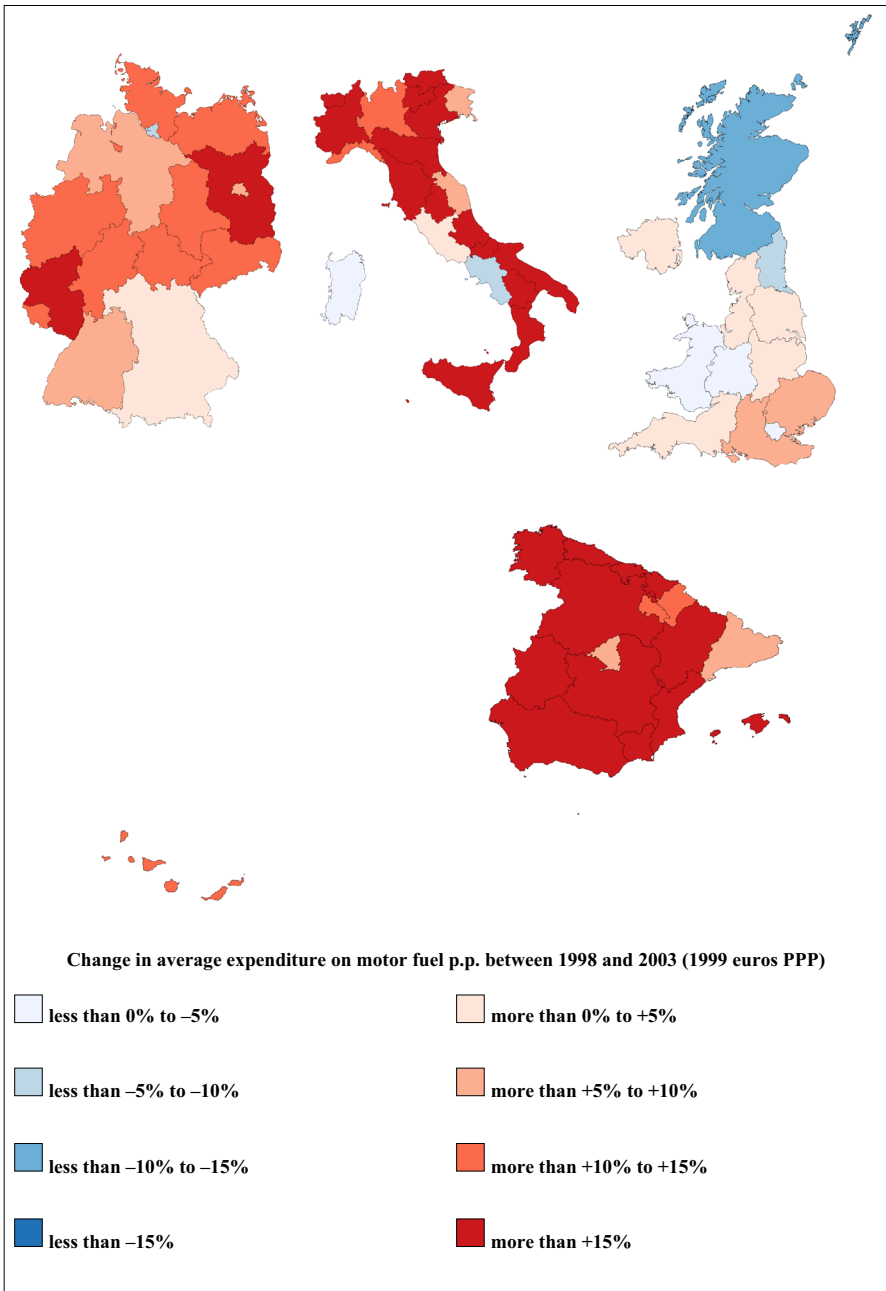 Change in average expenditure on motor fuel p.p. between 1998 and 2003 (1999 euros PPP)
less than 0% to –5%
more than 0% to +5%
less than –5% to –10%
more than +5% to +10%
less than –10% to –15%
more than +10% to +15%
less than –15%
more than +15%